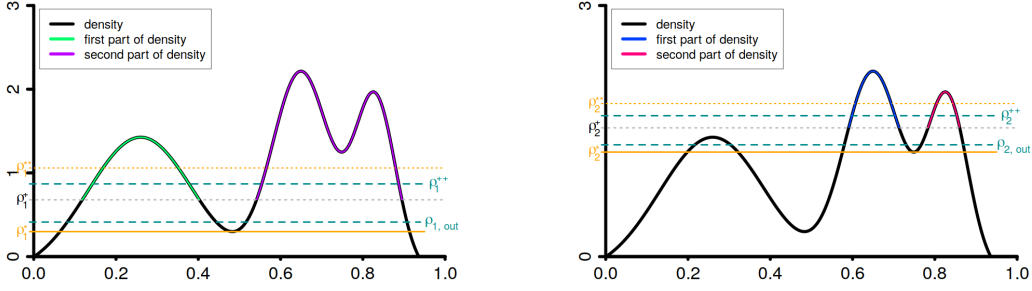 3
density
first part of density
second part of density
2
ρ₁**
1
ρ₁⁺⁺
ρ₁⁺
ρ₁, out
ρ₁*
0
0.0 0.2 0.4 0.6 0.8 1.0
3
density
first part of density
second part of density
ρ₂**
ρ₂⁺⁺
ρ₂⁺
ρ₂, out
ρ₂*
0
0.0 0.2 0.4 0.6 0.8 1.0